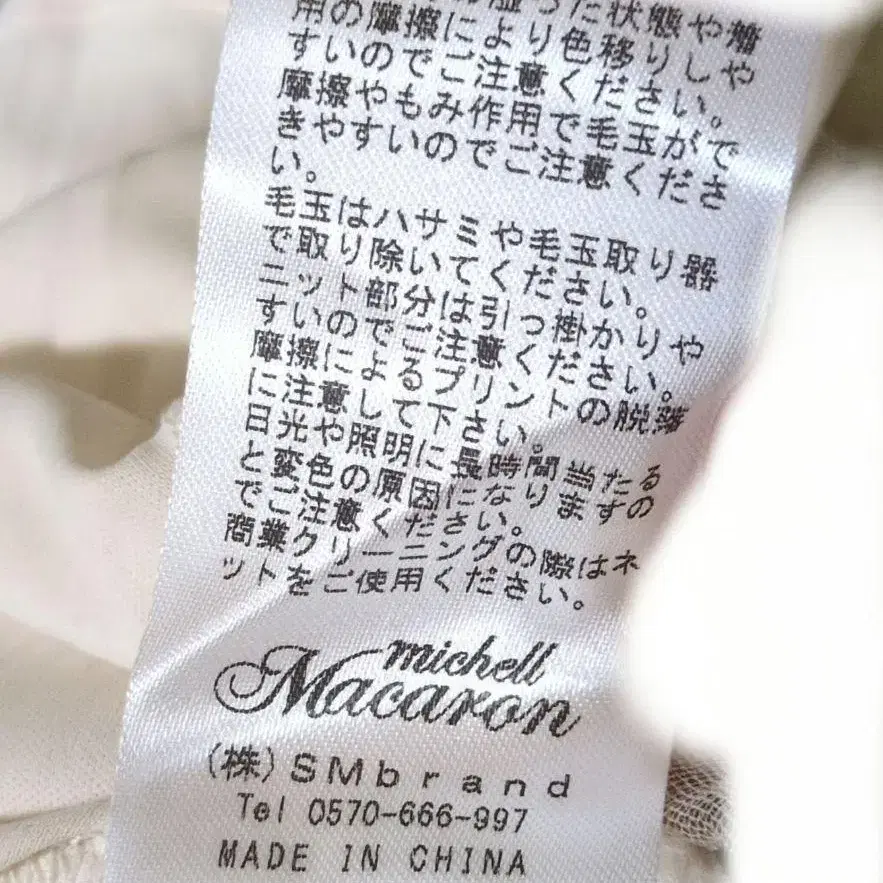 湿った状態や着
用の摩擦により色移りしや
すいのでご注意ください。
摩擦やもみ作用で毛玉がで
きやすいのでご注意くださ
い。
毛玉はハサミや毛玉取り器
で取り除いてください。
ニット部分は引っ掛かりや
すいのでご注意ください。
摩擦によるプリントの脱落
に注意して下さい。
日光や照明に長時間当たる
と変色の原因になりますの
でご注意ください。
商業クリーニングの際はネ
ットをご使用ください。
michell
Macaron
(株)SMbrand
Tel 0570-666-997
MADE IN CHINA